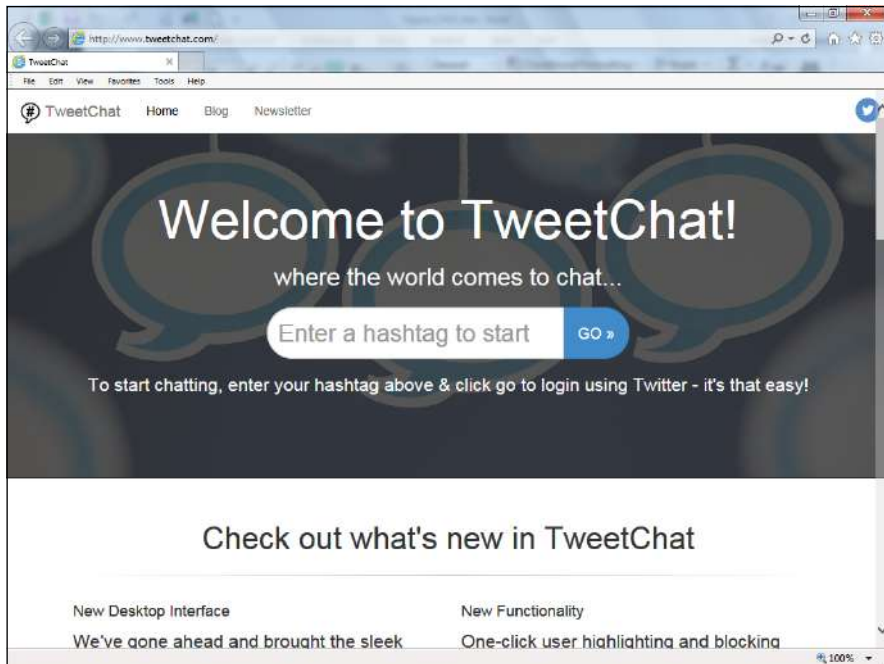 http://www.tweetchat.com/
TweetChat
File Edit View Favorites Tools Help
# TweetChat Home Blog Newsletter
Welcome to TweetChat!
where the world comes to chat...
Enter a hashtag to start GO »
To start chatting, enter your hashtag above & click go to login using Twitter - it's that easy!
Check out what's new in TweetChat
New Desktop Interface
We've gone ahead and brought the sleek
New Functionality
One-click user highlighting and blocking
100%